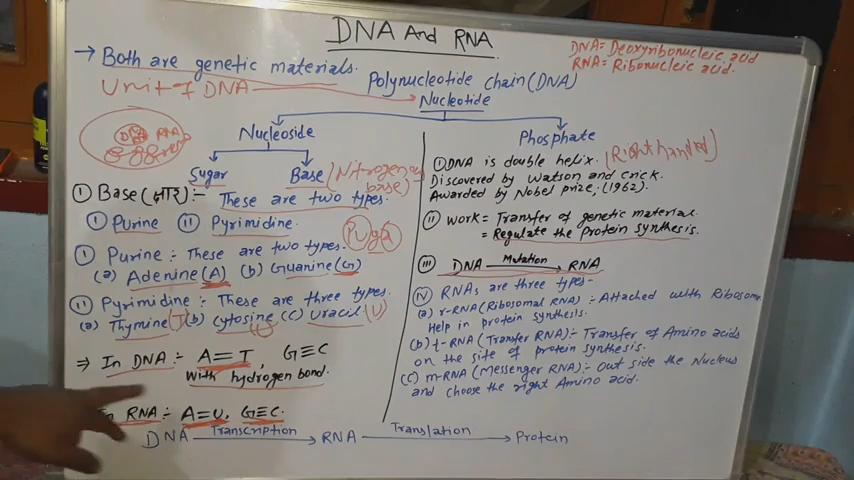 DNA And RNA
DNA= Deoxyribonucleic acid
RNA= Ribonucleic acid.
→ Both are genetic materials.
Unit of DNA
Polynucleotide chain(DNA)
Nucleotide
DNA RNA
Nucleoside
Sugar Base (Nitrogenous base)
① Base(क्षार):- These are two types.
① Purine ⑪ Pyrimidine.
① Purine :- These are two types. PUga
(a) Adenine(A) (b) Guanine(G)
⑪ Pyrimidine :- These are three types.
(a) Thymine(T) (b) Cytosine (C) Uracil(U)
⇒ In DNA :- A=T, G≡C
With hydrogen bond.
In RNA :- A=U, G≡C.
Phosphate
① DNA is double helix. (Right handed)
Discovered by Watson and Crick.
Awarded by Nobel prize, (1962).
⑪ Work = Transfer of genetic material.
= Regulate the Protein synthesis.
⑪⑪ DNA Mutation → RNA
IV RNAs are three types-
(a) r-RNA(Ribosomal RNA) :- Attached with Ribosome
Help in protein synthesis.
(b) t-RNA (Transfer RNA):- Transfer of Amino acids
on the site of protein synthesis.
(C) m-RNA (Messenger RNA):- Out side the Nucleus
and choose the right Amino acid.
DNA Transcription → RNA Translation → Protein